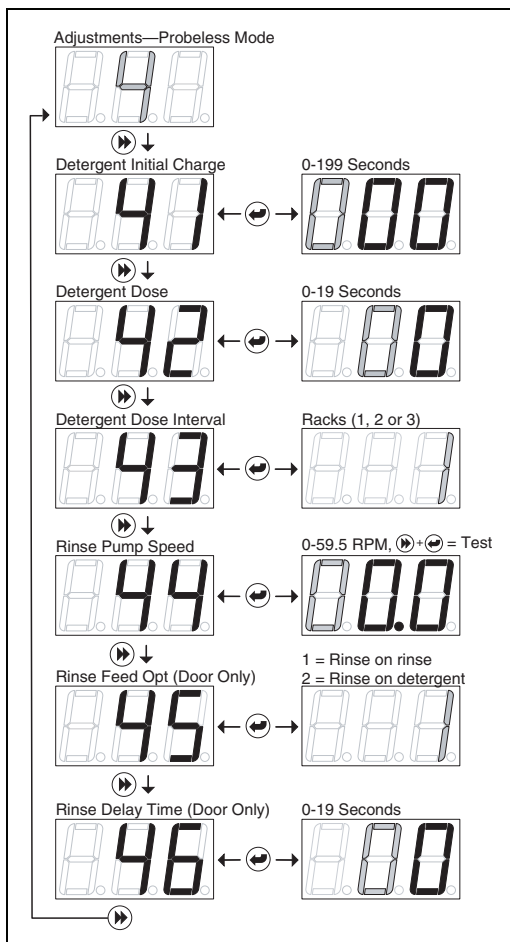 Adjustments—Probeless Mode
4
Detergent Initial Charge
0-199 Seconds
41
000
Detergent Dose
0-19 Seconds
42
00
Detergent Dose Interval
Racks (1, 2 or 3)
43
1
Rinse Pump Speed
0-59.5 RPM, + = Test
44
00.0
Rinse Feed Opt (Door Only)
1 = Rinse on rinse
2 = Rinse on detergent
45
1
Rinse Delay Time (Door Only)
0-19 Seconds
46
00